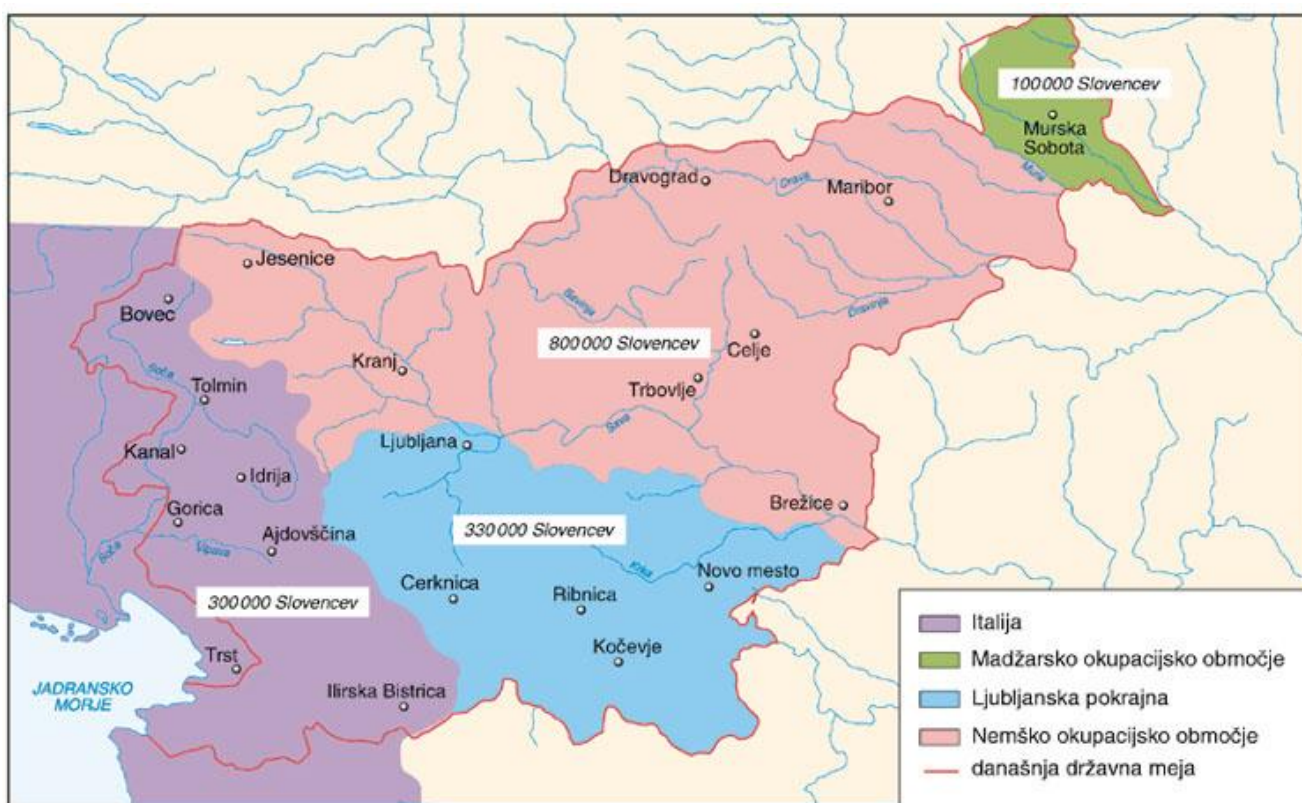 100 000 Slovencev
Murska
Sobota
Mura
Dravograd
Drava
Maribor
Jesenice
Bovec
Savinja
Dravinja
800 000 Slovencev
Celje
Kranj
Trbovlje
Soča
Tolmin
Sava
Ljubljana
Kanal
Idrija
Brežice
Gorica
330 000 Slovencev
Ajdovščina
Soča
Vipava
Krka
Novo mesto
Cerknica
Ribnica
300 000 Slovencev
Kočevje
Trst
JADRANSKO
MORJE
Ilirska Bistrica
Italija
Madžarsko okupacijsko območje
Ljubljanska pokrajna
Nemško okupacijsko območje
današnja državna meja